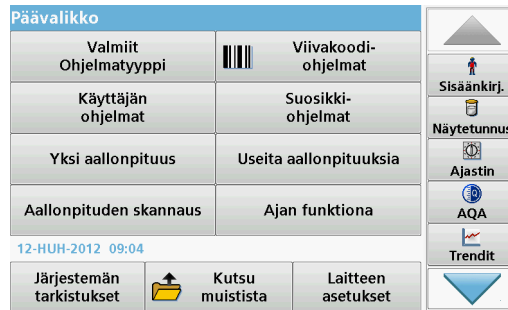 Päävalikko
Valmiit
Ohjelmatyyppi
Viivakoodi-
ohjelmat
Käyttäjän
ohjelmat
Suosikki-
ohjelmat
Yksi aallonpituus
Useita aallonpituuksia
Aallonpituden skannaus
Ajan funktiona
12-HUH-2012 09:04
Järjestemän
tarkistukset
Kutsu
muistista
Laitteen
asetukset
Sisäänkirj.
Näytetunnus
Ajastin
AQA
Trendit